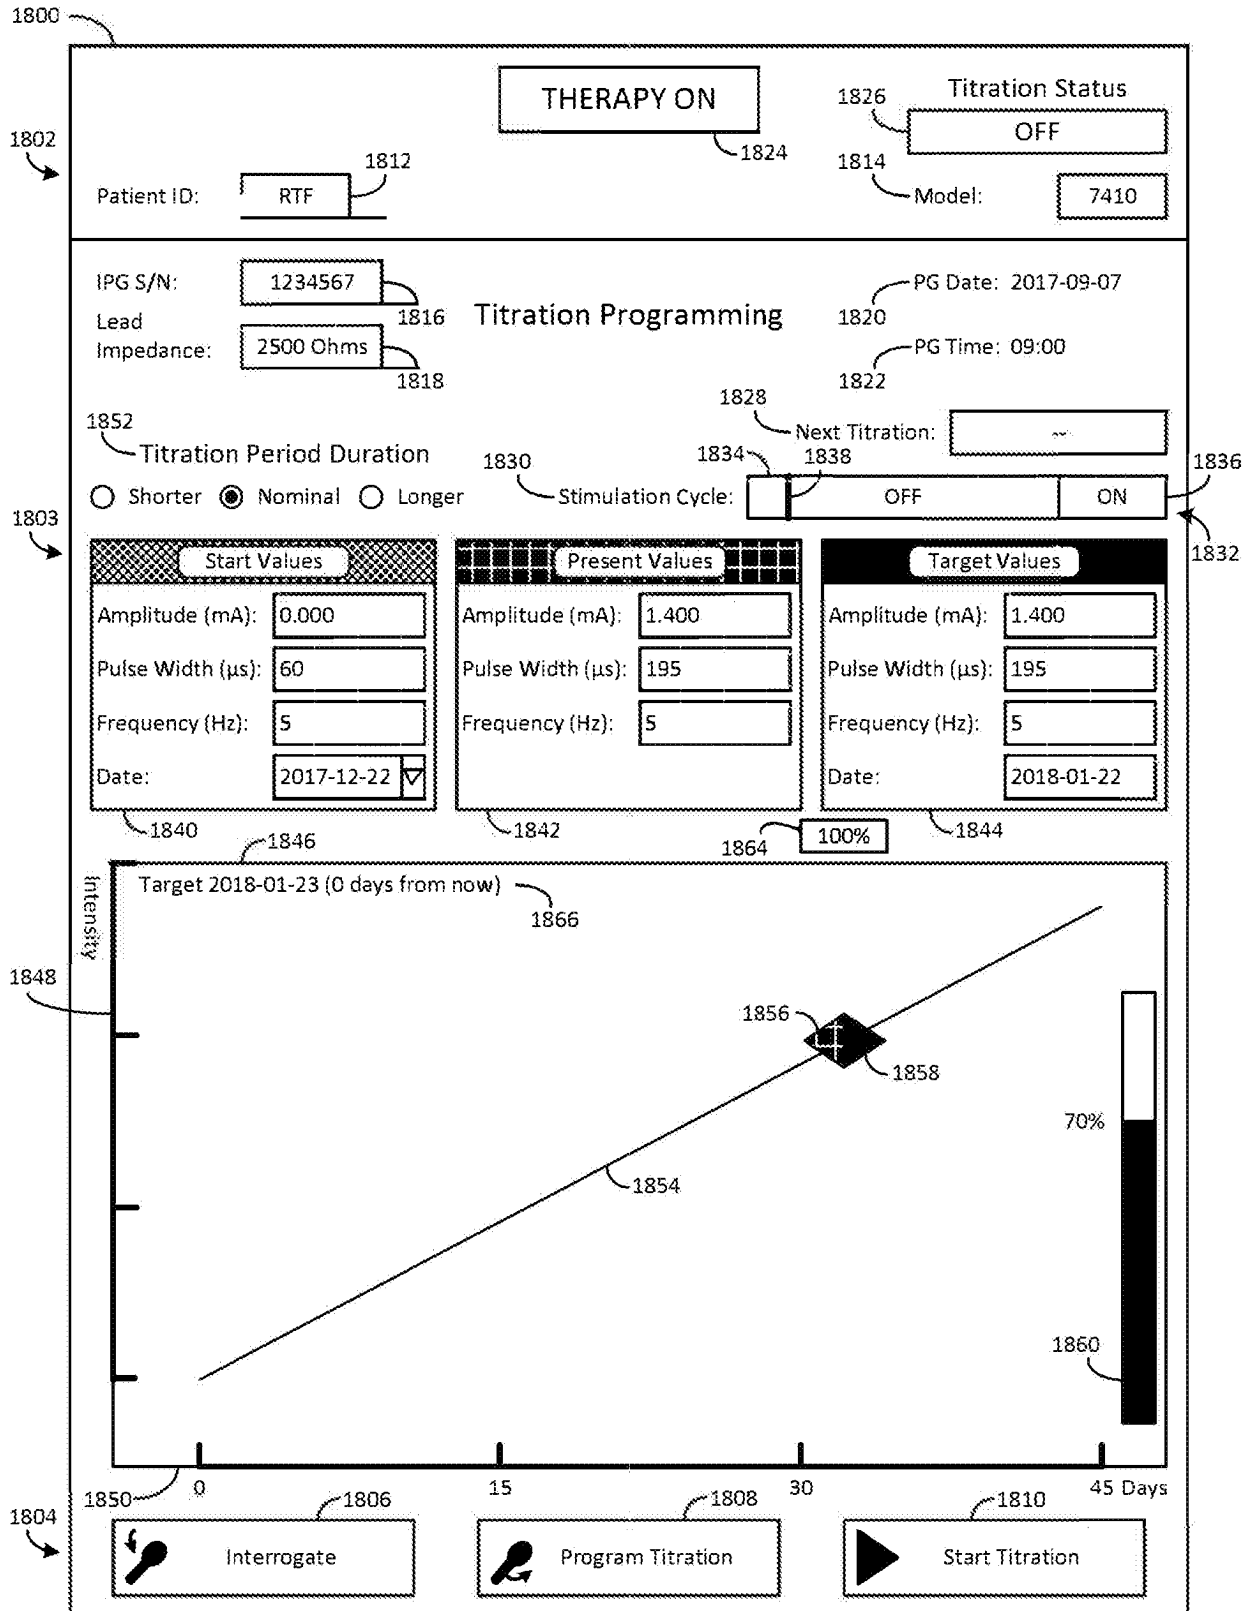 1800
THERAPY ON
Titration Status
1826
OFF
1802
1824
1812
1814
Patient ID:
RTF
Model:
7410
IPG S/N:
1234567
PG Date: 2017-09-07
1816
Titration Programming
1820
Lead
Impedance:
2500 Ohms
PG Time: 09:00
1818
1822
1828
1852
Next Titration:
--
Titration Period Duration
1830
1834
1838
1836
Shorter
Nominal
Longer
Stimulation Cycle:
OFF
ON
1803
1832
Start Values
Present Values
Target Values
Amplitude (mA):
0.000
Amplitude (mA):
1.400
Amplitude (mA):
1.400
Pulse Width (µs):
60
Pulse Width (µs):
195
Pulse Width (µs):
195
Frequency (Hz):
5
Frequency (Hz):
5
Frequency (Hz):
5
Date:
2017-12-22
Date:
2018-01-22
1840
1846
1842
1864
100%
1844
Intensity
Target 2018-01-23 (0 days from now)
1866
1848
1856
1858
70%
1854
1860
1850
0
15
30
45 Days
1804
1806
1808
1810
Interrogate
Program Titration
Start Titration